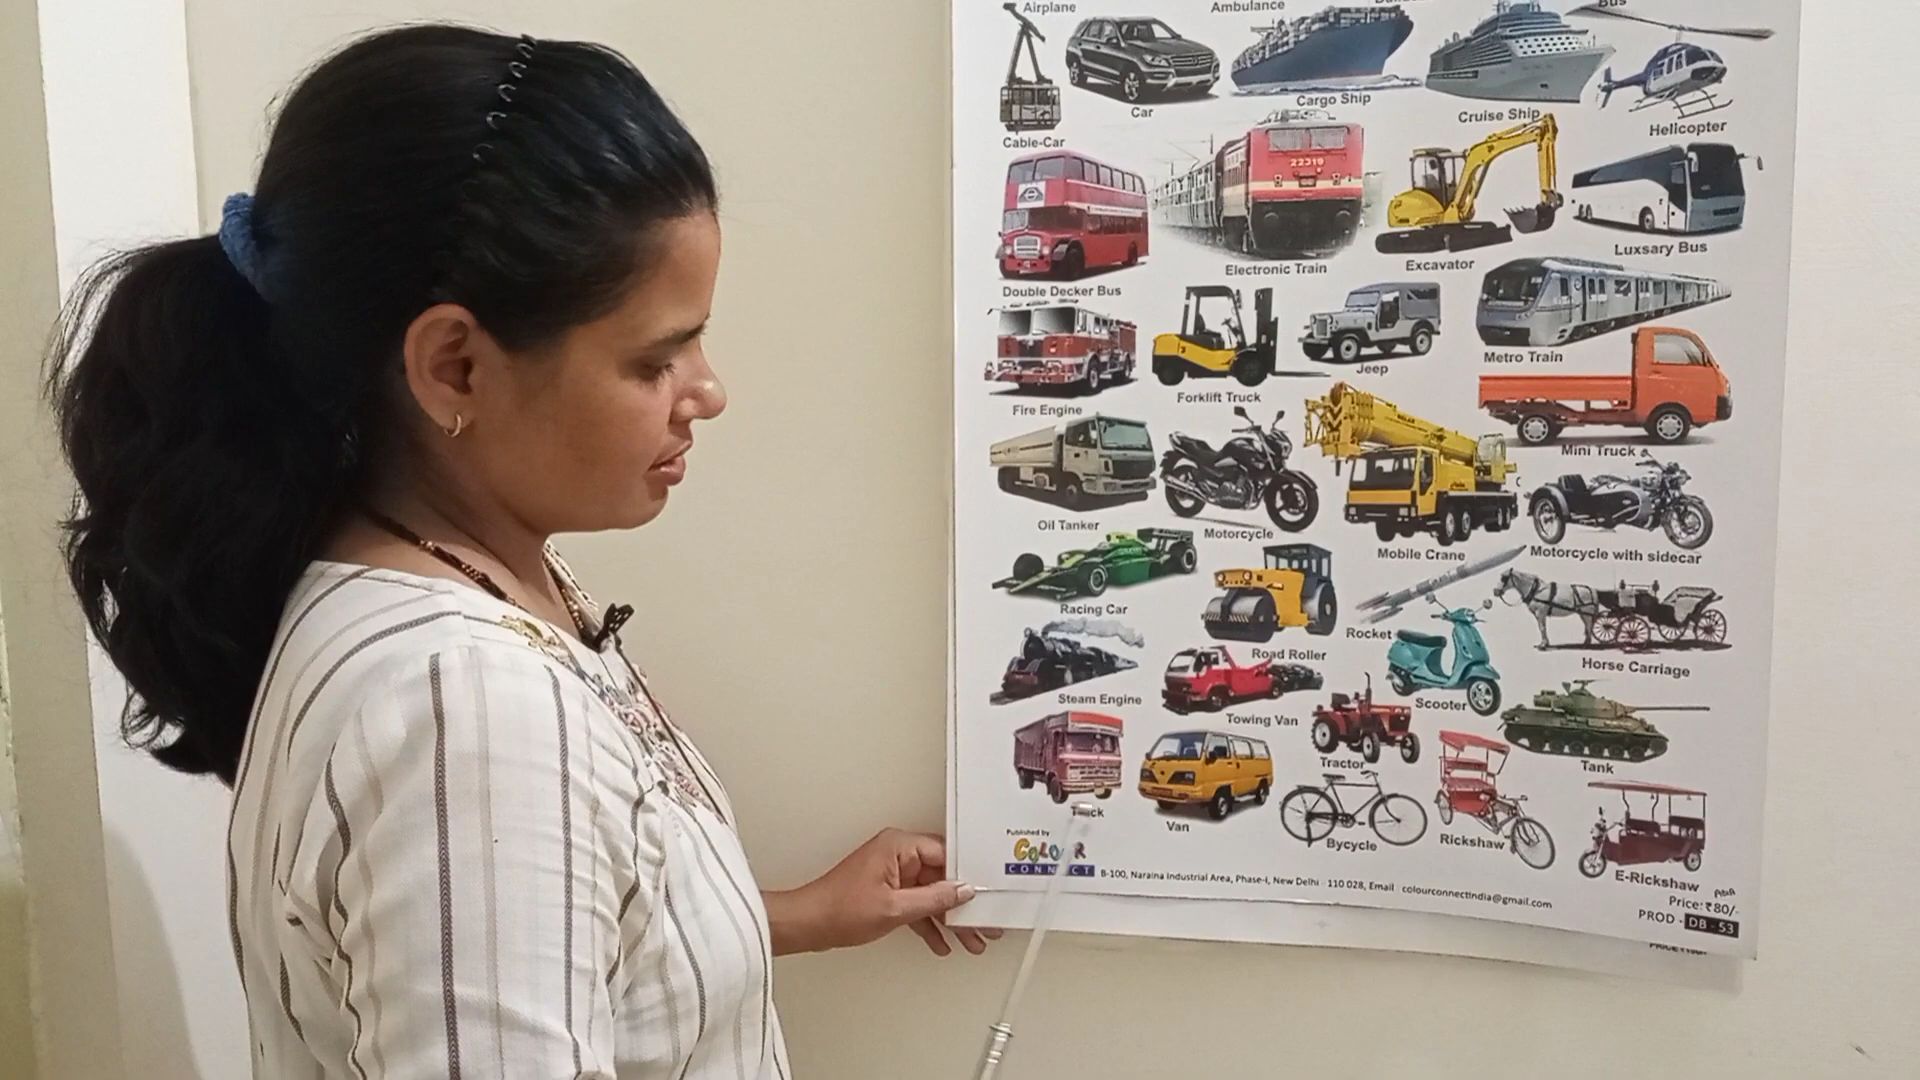 Airplane
Ambulance
Bus
Car
Cargo Ship
Cruise Ship
Helicopter
Cable-Car
22319
Electronic Train
Excavator
Luxsary Bus
Double Decker Bus
Metro Train
Jeep
Fire Engine
Forklift Truck
Mini Truck
Oil Tanker
Motorcycle
Mobile Crane
Motorcycle with sidecar
Racing Car
Rocket
Road Roller
Horse Carriage
Steam Engine
Towing Van
Scooter
Tractor
Tank
Van
Bycycle
Rickshaw
E-Rickshaw
Published by
COLOUR
CONNECT
B-100, Naraina Industrial Area, Phase-I, New Delhi - 110 028, Email colourconnectindia@gmail.com
Price: ₹80/-
PROD - DB - 53